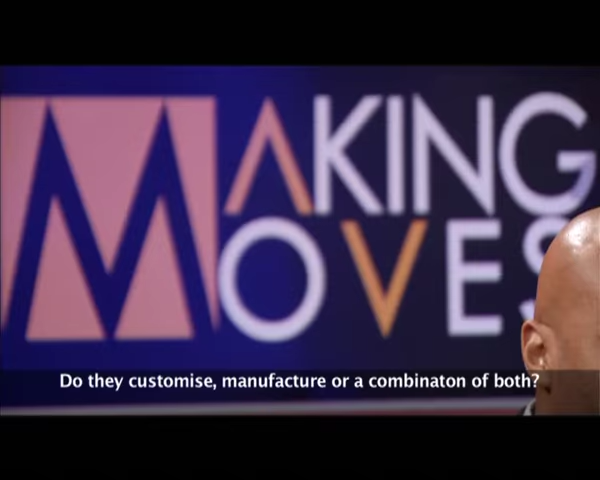 MAKING
MOVES
Do they customise, manufacture or a combinaton of both?